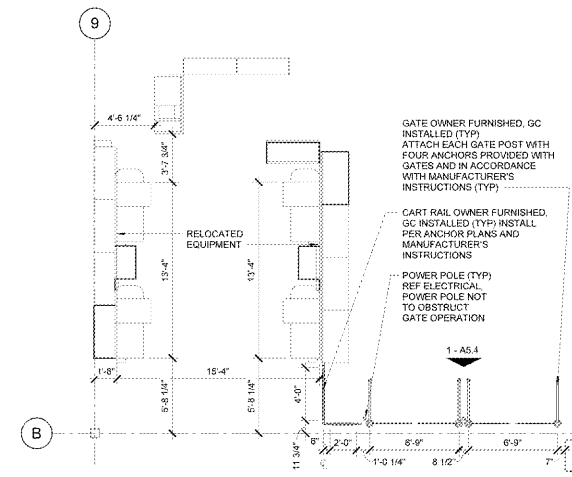 9
4'-6 1/4"
3'-7 3/4"
GATE OWNER FURNISHED, GC
INSTALLED (TYP)
ATTACH EACH GATE POST WITH
FOUR ANCHORS PROVIDED WITH
GATES AND IN ACCORDANCE
WITH MANUFACTURER'S
INSTRUCTIONS (TYP)
CART RAIL OWNER FURNISHED,
GC INSTALLED (TYP) INSTALL
PER ANCHOR PLANS AND
MANUFACTURER'S
INSTRUCTIONS
RELOCATED
EQUIPMENT
13'-4"
13'-4"
POWER POLE (TYP)
REF ELECTRICAL,
POWER POLE NOT
TO OBSTRUCT
GATE OPERATION
1 - A5.4
1'-6"
15'-4"
5'-8 1/4"
5'-8 1/4"
4'-0"
B
11 3/4"
6"
2'-0"
8'-9"
6'-9"
1'-0 1/4"
8 1/2"
7"